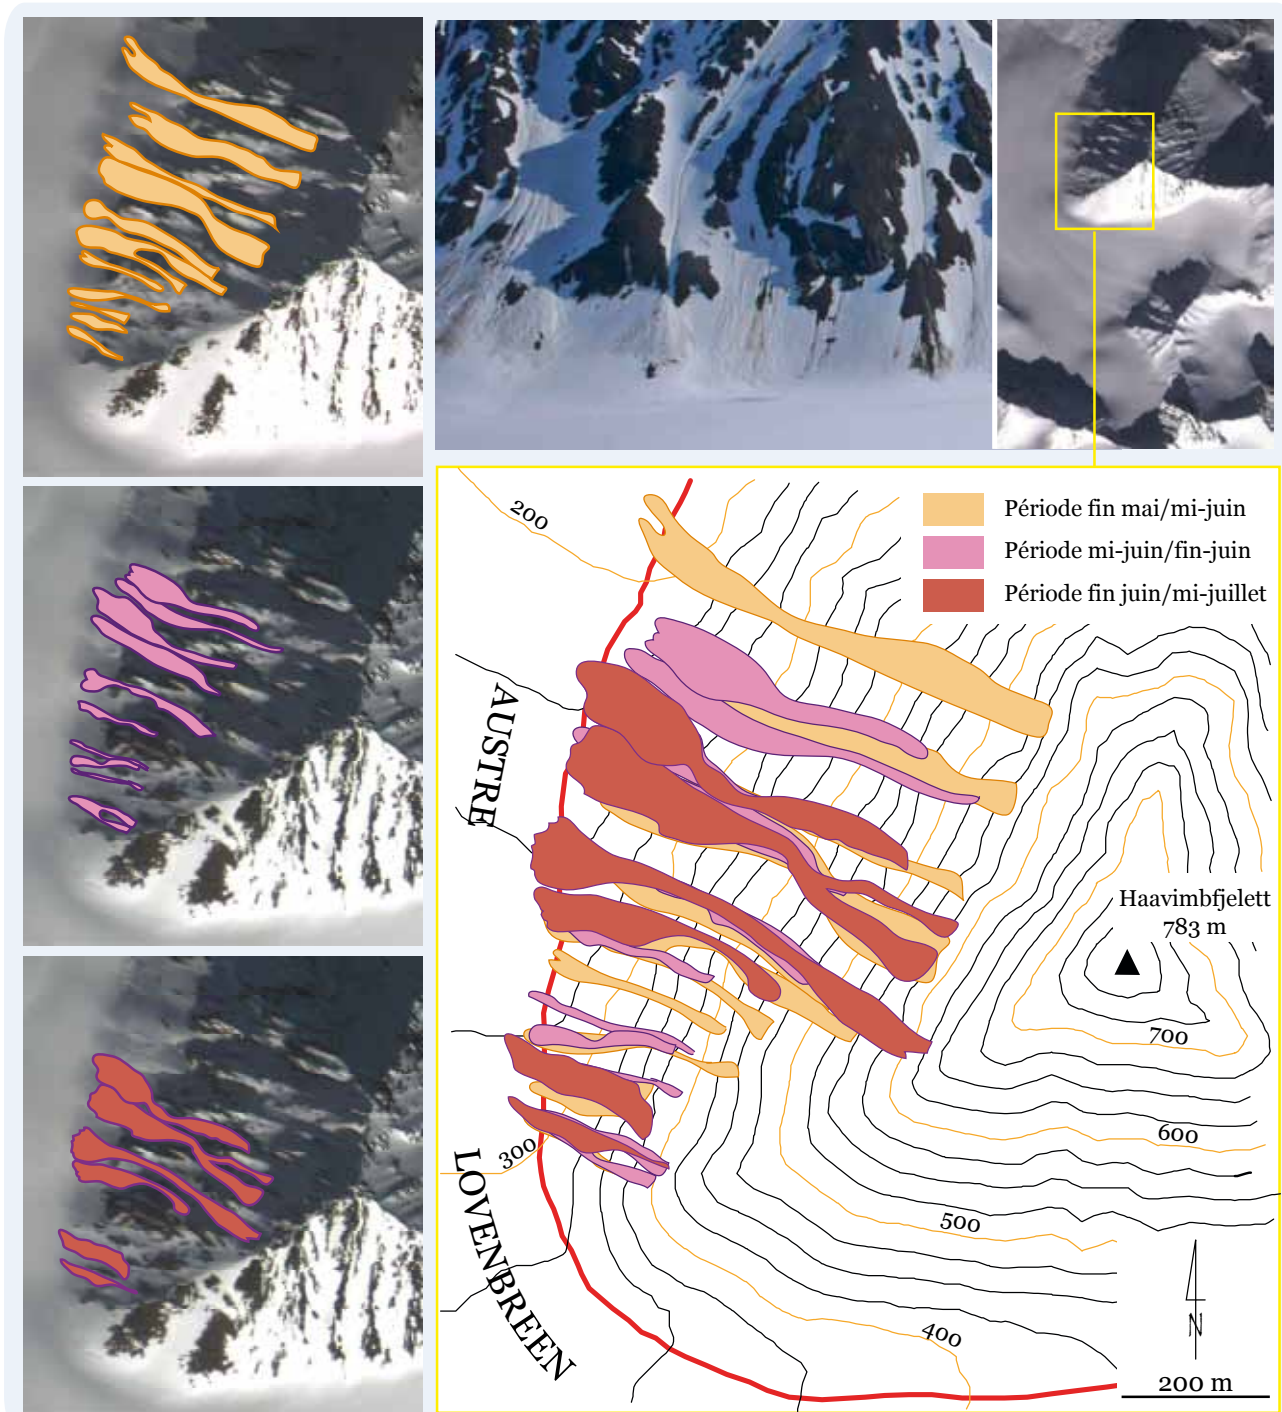 200
Période fin mai/mi-juin
Période mi-juin/fin-juin
Période fin juin/mi-juillet
AUSTRE
Haavimbfjelett
783 m
700
600
300
LOVENBREEN
500
400
N
200 m